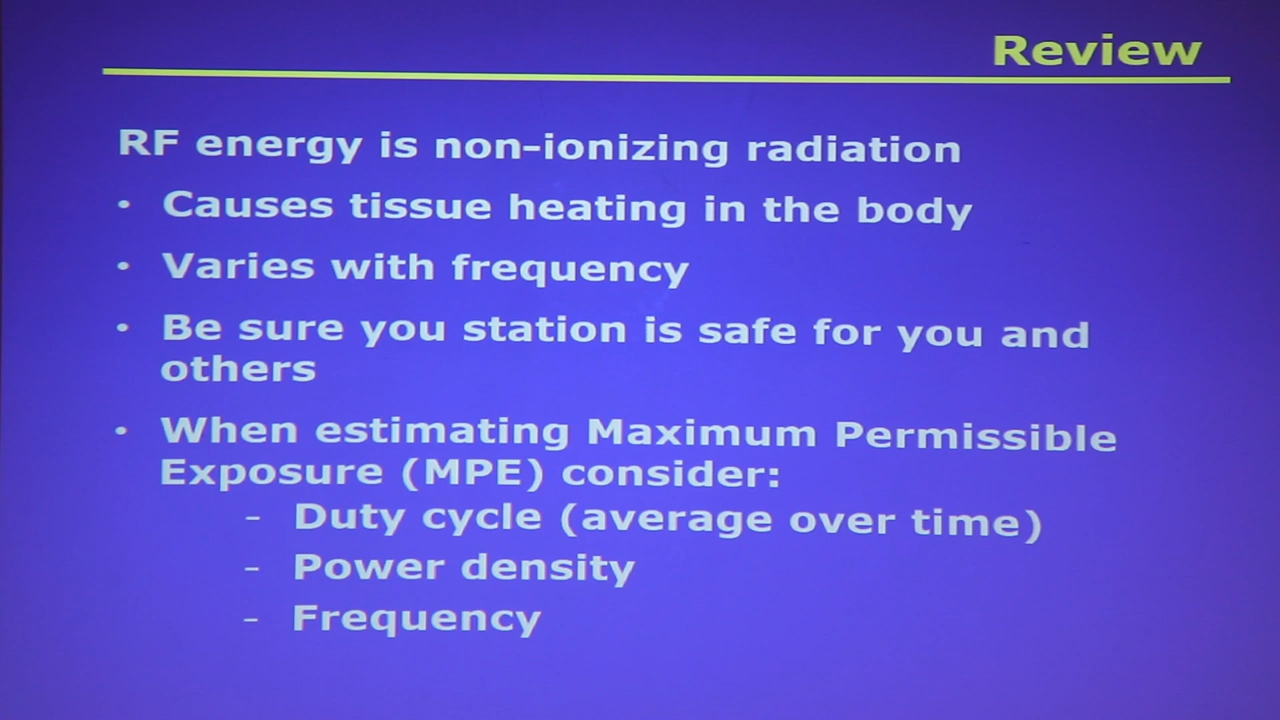 Review
RF energy is non-ionizing radiation
• Causes tissue heating in the body
• Varies with frequency
• Be sure you station is safe for you and
others
• When estimating Maximum Permissible
Exposure (MPE) consider:
- Duty cycle (average over time)
- Power density
- Frequency